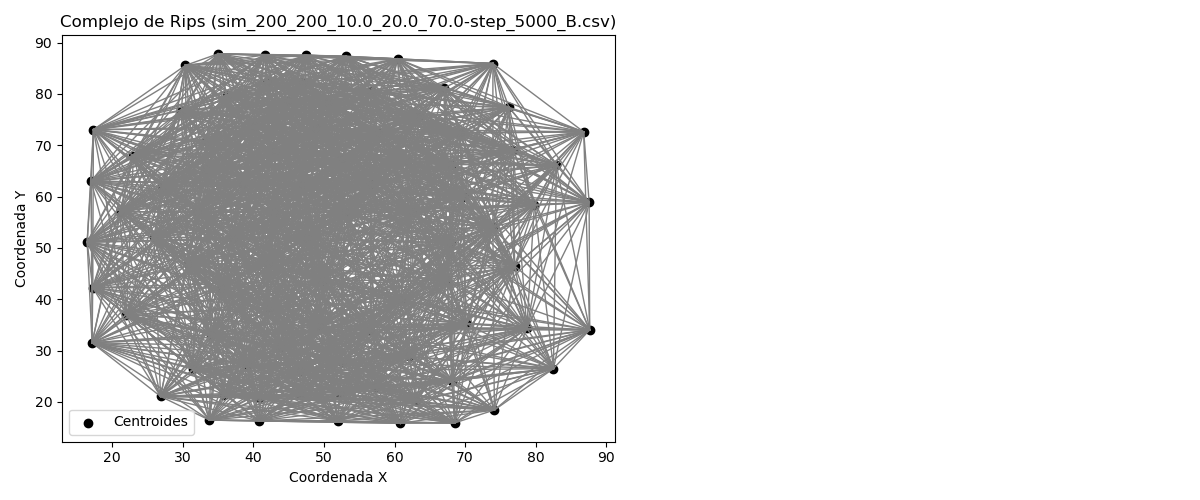 Complejo de Rips (sim_200_200_10.0_20.0_70.0-step_5000_B.csv)
90
80
70
60
50
40
30
20
Coordenada Y
Centroides
20 30 40 50 60 70 80 90
Coordenada X